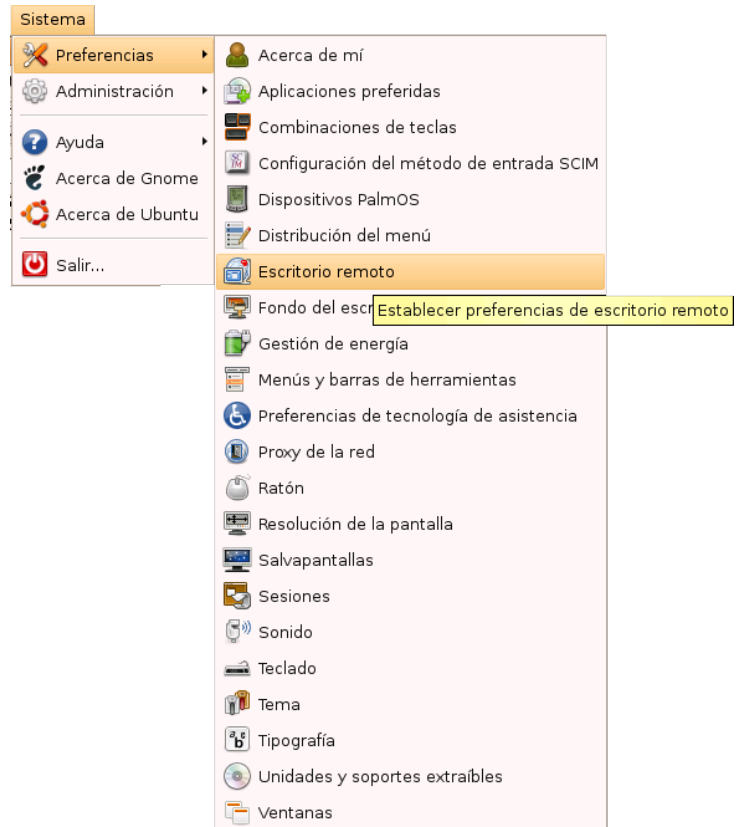 Sistema
Preferencias
Administración
Ayuda
Acerca de Gnome
Acerca de Ubuntu
Salir...
Acerca de mí
Aplicaciones preferidas
Combinaciones de teclas
Configuración del método de entrada SCIM
Dispositivos PalmOS
Distribución del menú
Escritorio remoto
Fondo del escr
Establecer preferencias de escritorio remoto
Gestión de energía
Menús y barras de herramientas
Preferencias de tecnología de asistencia
Proxy de la red
Ratón
Resolución de la pantalla
Salvapantallas
Sesiones
Sonido
Teclado
Tema
Tipografía
Unidades y soportes extraíbles
Ventanas